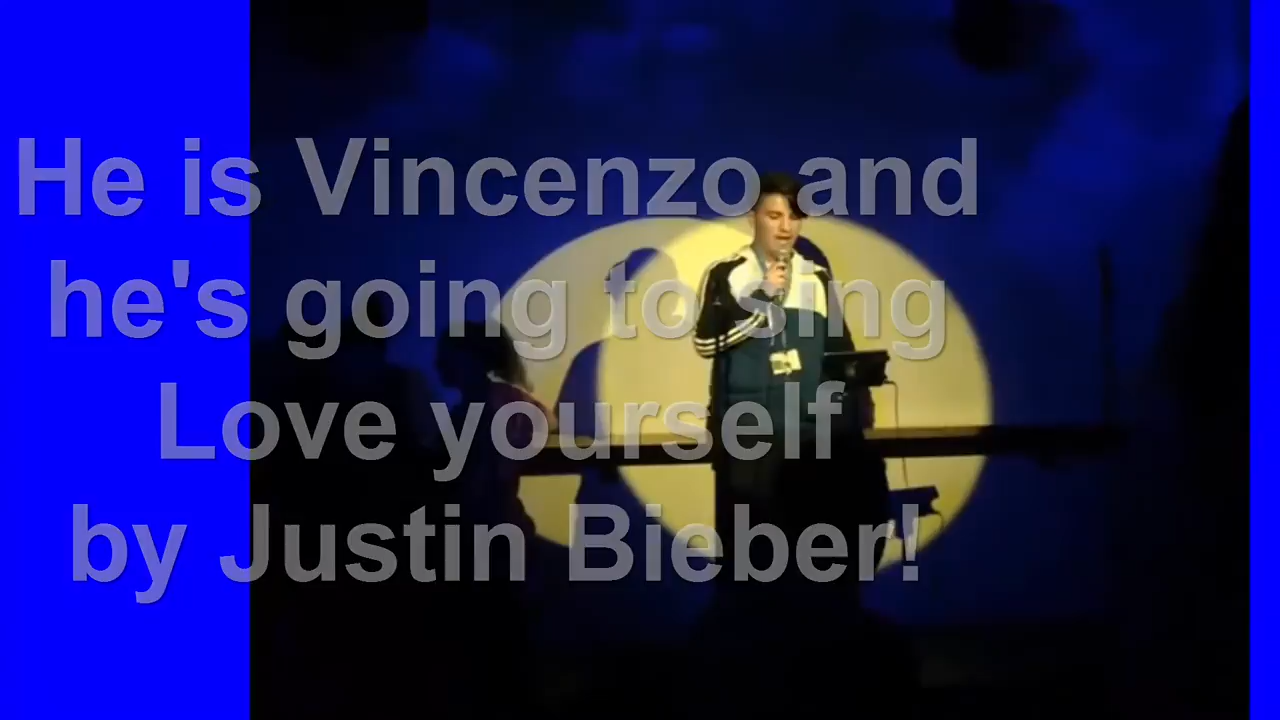 He is Vincenzo and
he's going to sing
Love yourself
by Justin Bieber!